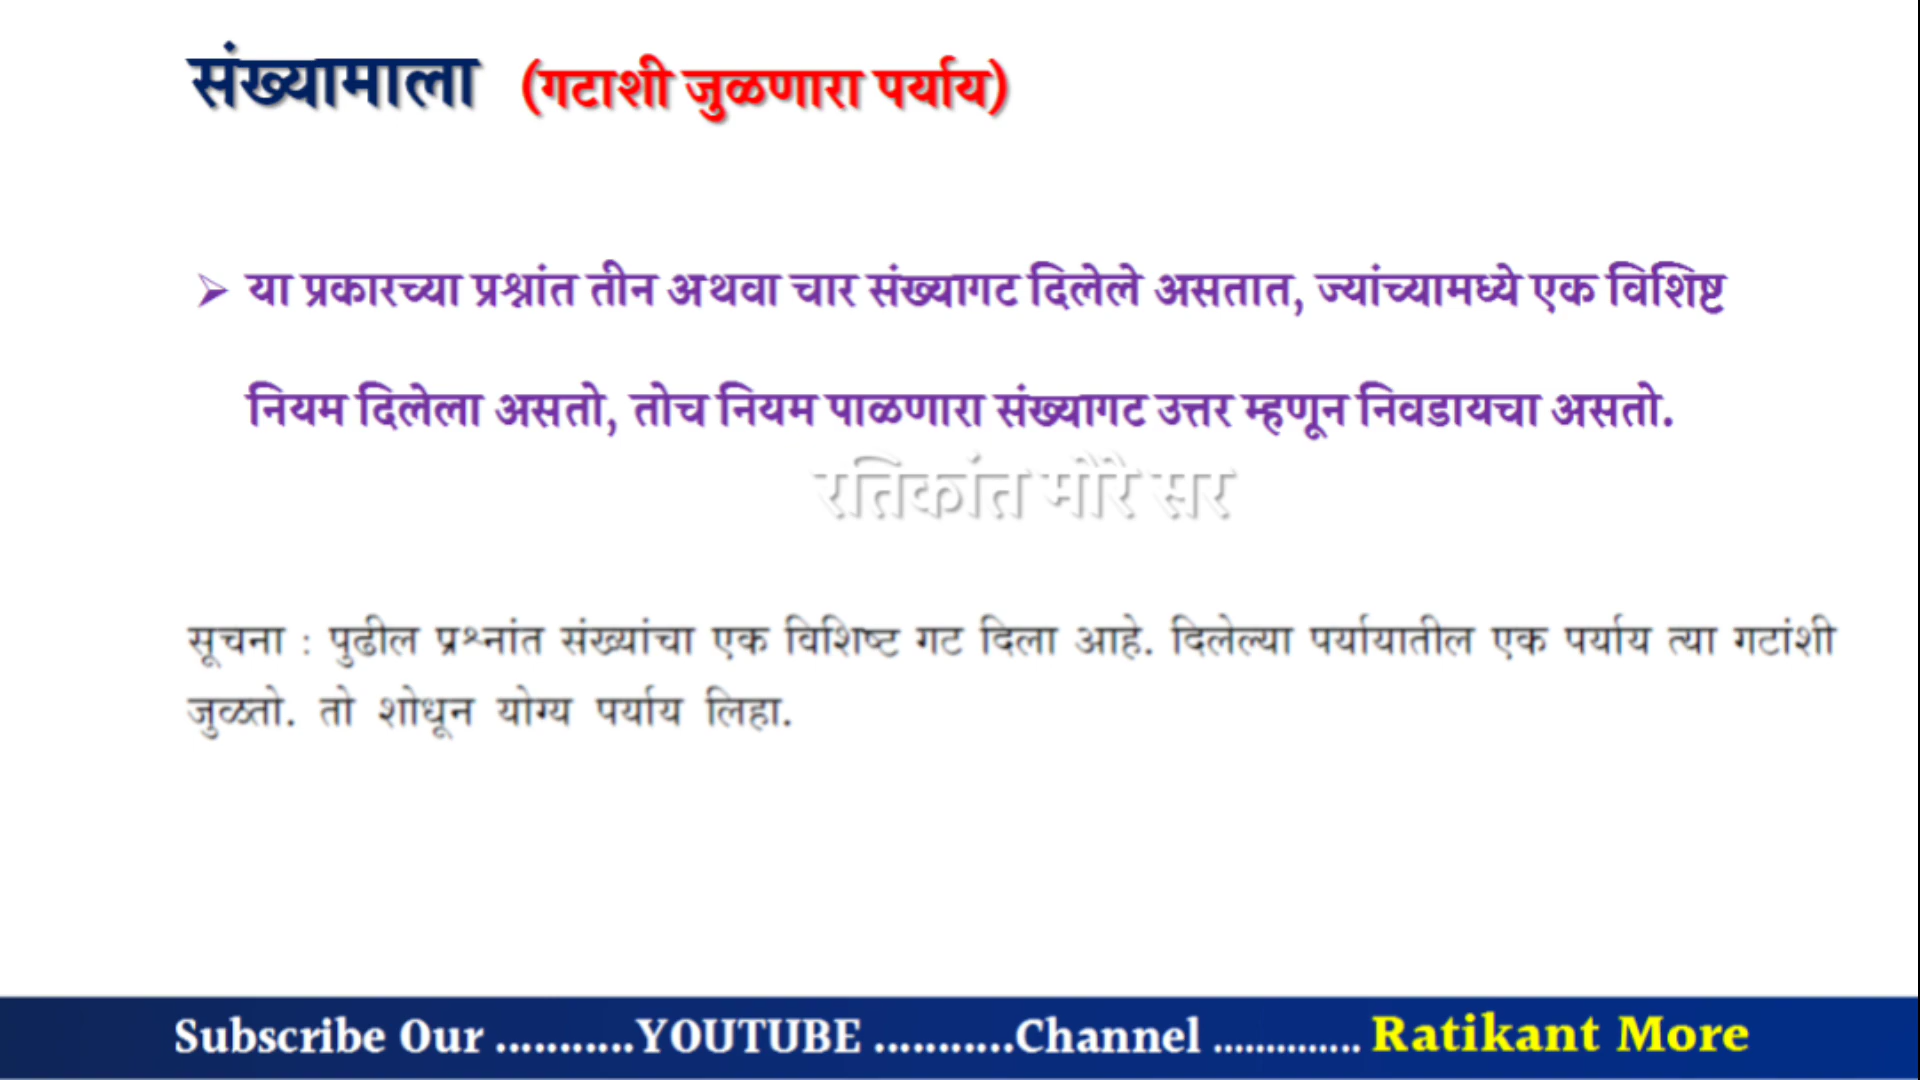 संख्यामाला (गटाशी जुळणारा पर्याय)
➢ या प्रकारच्या प्रश्नांत तीन अथवा चार संख्यागट दिलेले असतात, ज्यांच्यामध्ये एक विशिष्ट
नियम दिलेला असतो, तोच नियम पाळणारा संख्यागट उत्तर म्हणून निवडायचा असतो.
रतिकांत मोरे सर
सूचना : पुढील प्रश्नांत संख्यांचा एक विशिष्ट गट दिला आहे. दिलेल्या पर्यायातील एक पर्याय त्या गटांशी
जुळतो. तो शोधून योग्य पर्याय लिहा.
Subscribe Our ...........YOUTUBE ...........Channel .............. Ratikant More